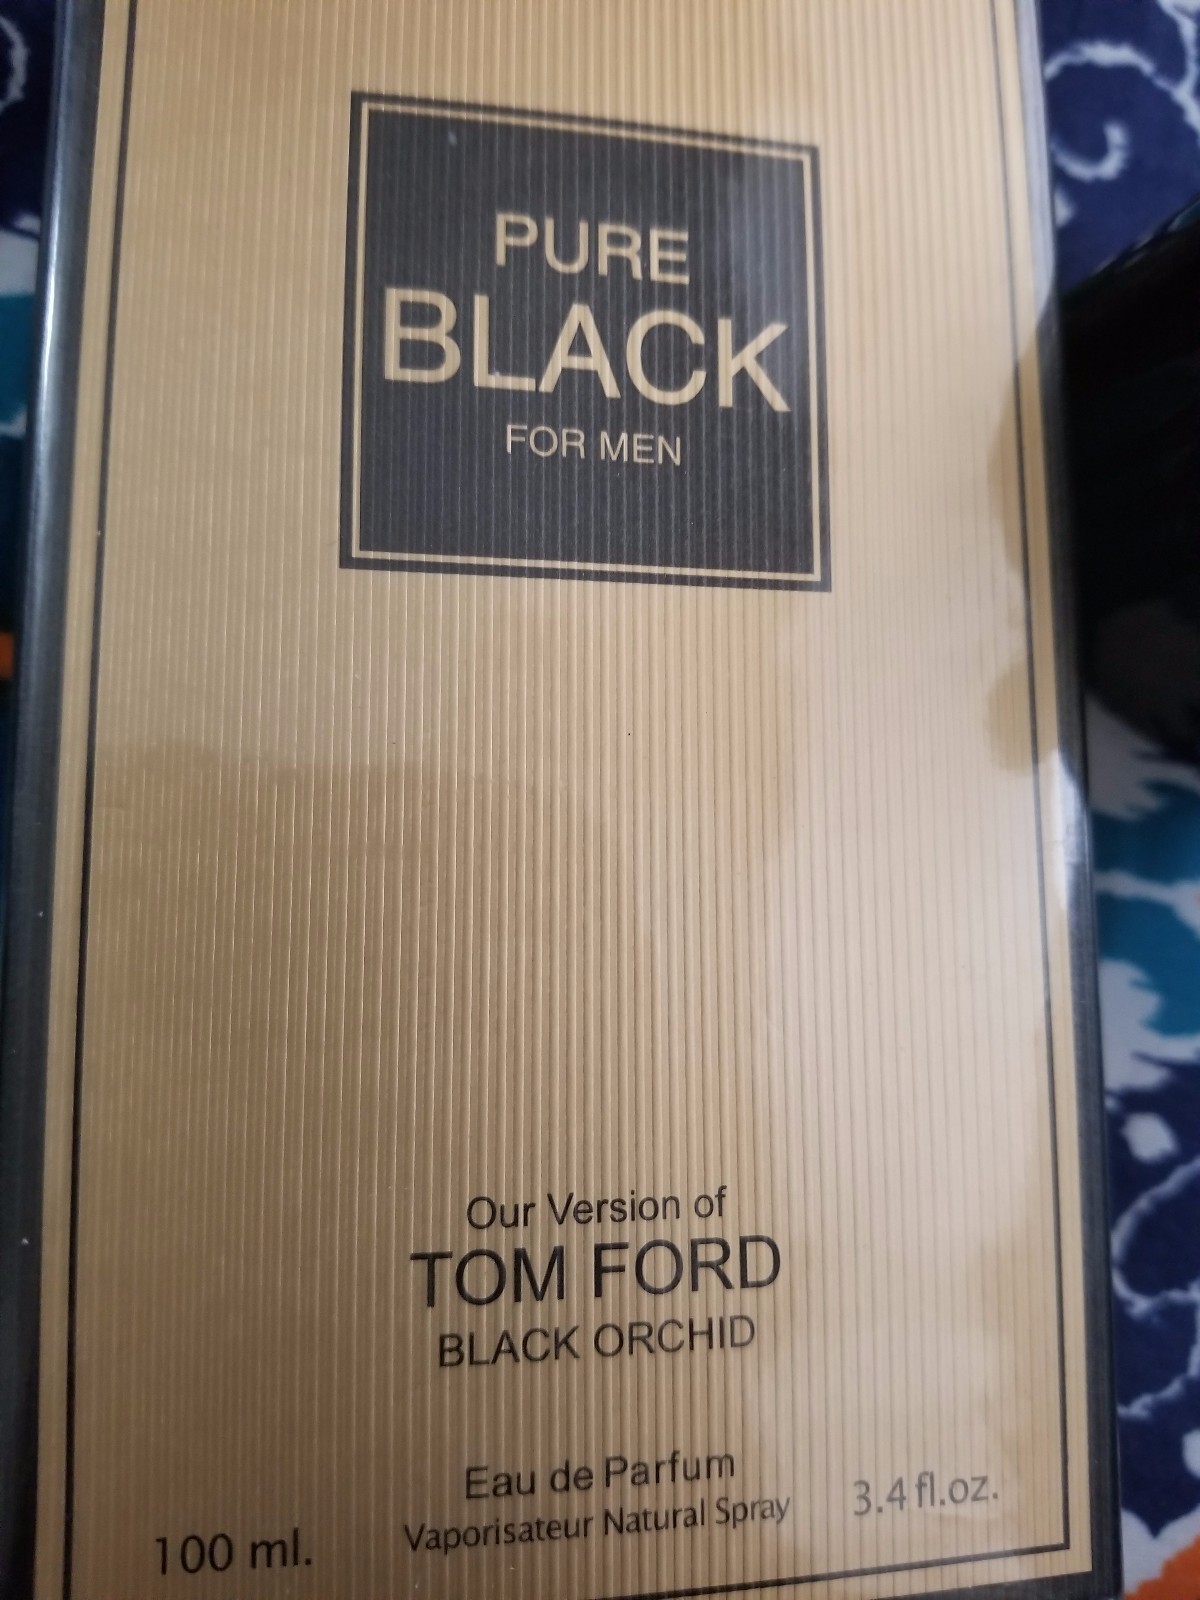 PURE
BLACK
FOR MEN
Our Version of
TOM FORD
BLACK ORCHID
Eau de Parfum
Vaporisateur Natural Spray
100 ml.
3.4 fl.oz.